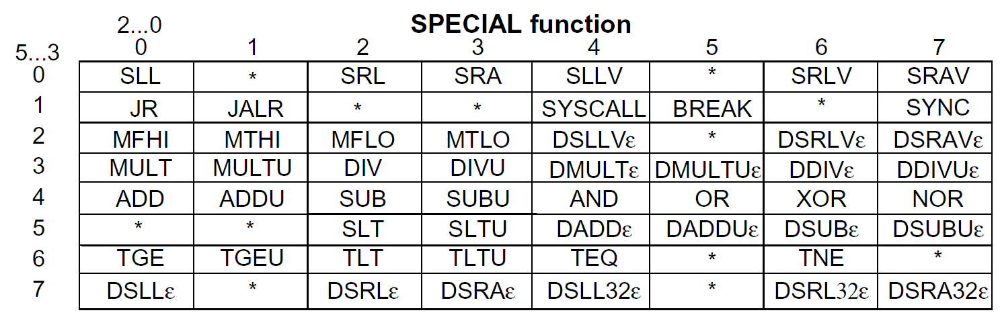 2...0 SPECIAL function
5...3 0 1 2 3 4 5 6 7
0 SLL * SRL SRA SLLV * SRLV SRAV
1 JR JALR * * SYSCALL BREAK * SYNC
2 MFHI MTHI MFLO MTLO DSLLVε * DSRLVε DSRAVε
3 MULT MULTU DIV DIVU DMULTε DMULTUε DDIVε DDIVUε
4 ADD ADDU SUB SUBU AND OR XOR NOR
5 * * SLT SLTU DADDε DADDUε DSUBε DSUBUε
6 TGE TGEU TLT TLTU TEQ * TNE *
7 DSLLε * DSRLε DSRAε DSLL32ε * DSRL32ε DSRA32ε